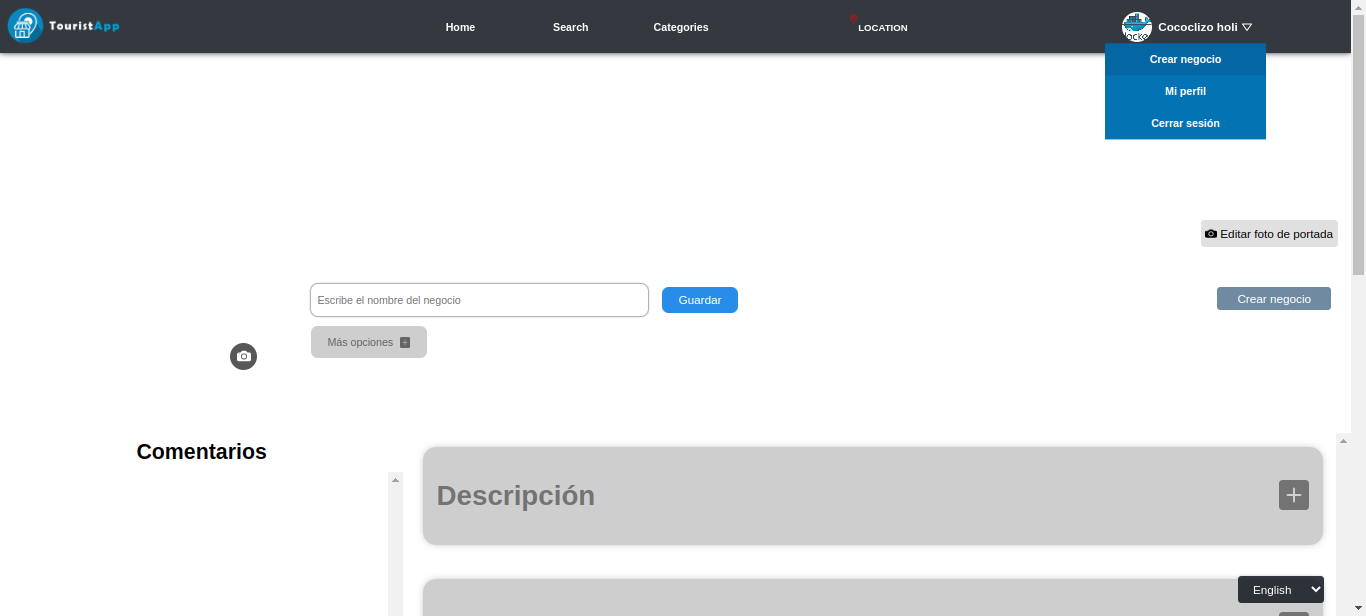 TouristApp
Home
Search
Categories
LOCATION
Cococlizo holi
Crear negocio
Mi perfil
Cerrar sesión
Editar foto de portada
Escribe el nombre del negocio
Guardar
Crear negocio
Más opciones
Comentarios
Descripción
English